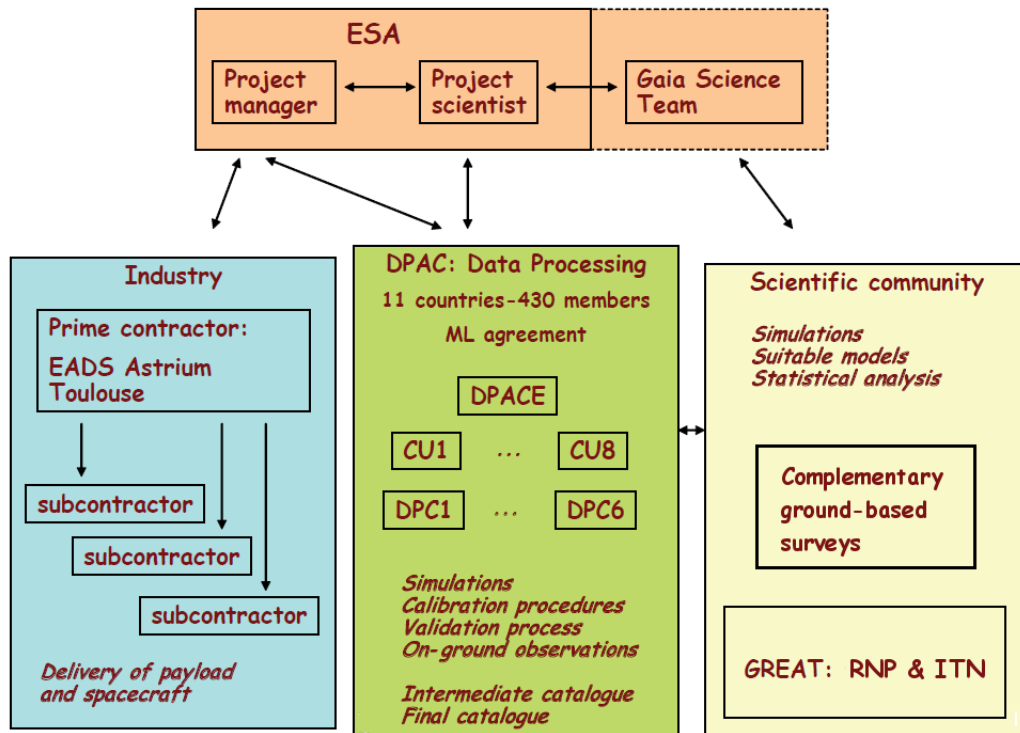 ESA
Project
manager
Project
scientist
Gaia Science
Team
Industry
Prime contractor:
EADS Astrium
Toulouse
subcontractor
subcontractor
subcontractor
Delivery of payload
and spacecraft
DPAC: Data Processing
11 countries-430 members
ML agreement
DPACE
CU1 ... CU8
DPC1 ... DPC6
Simulations
Calibration procedures
Validation process
On-ground observations
Intermediate catalogue
Final catalogue
Scientific community
Simulations
Suitable models
Statistical analysis
Complementary
ground-based
surveys
GREAT: RNP & ITN